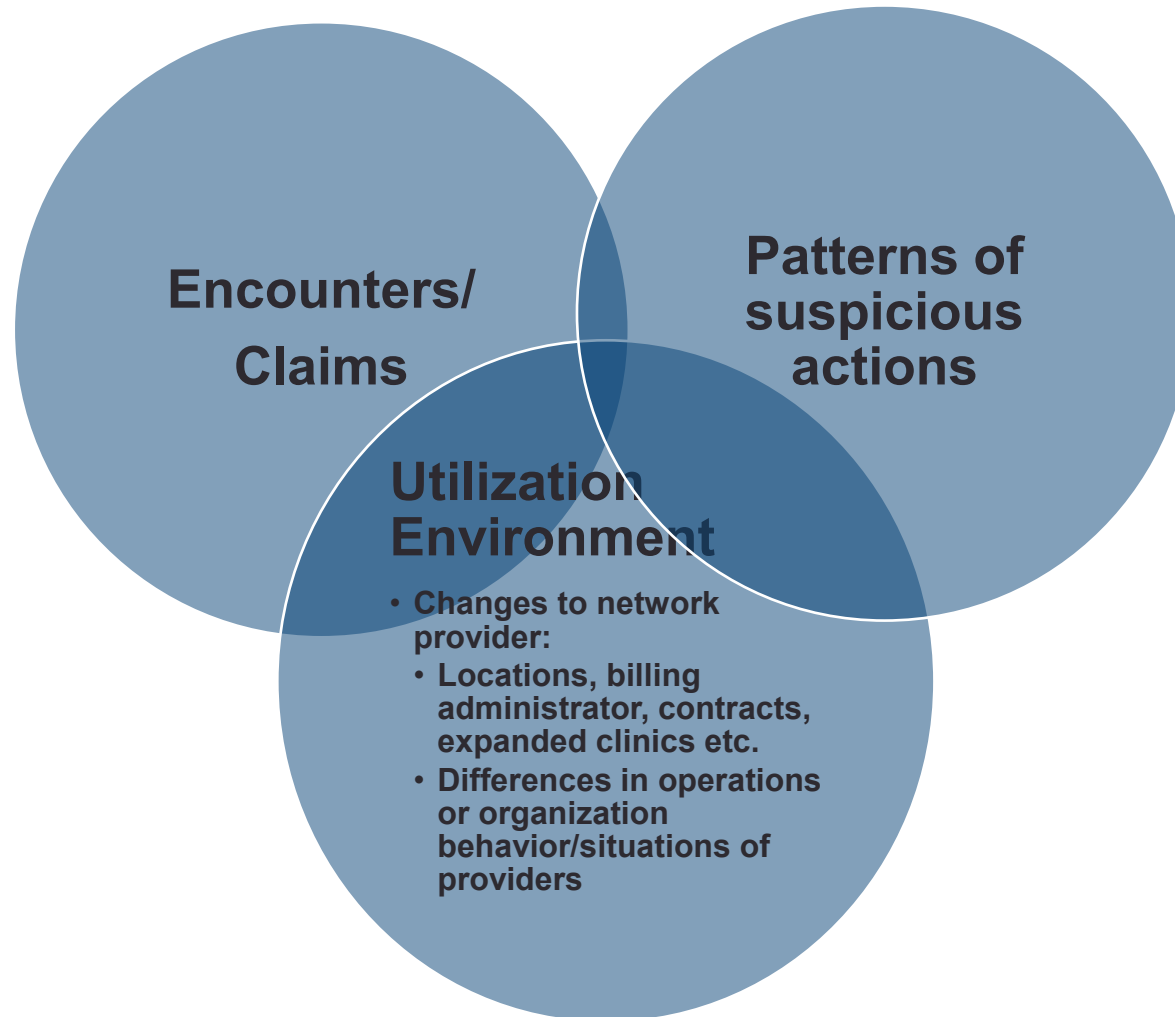 Encounters/
Claims
Patterns of
suspicious
actions
Utilization
Environment
• Changes to network
provider:
• Locations, billing
administrator, contracts,
expanded clinics etc.
• Differences in operations
or organization
behavior/situations of
providers